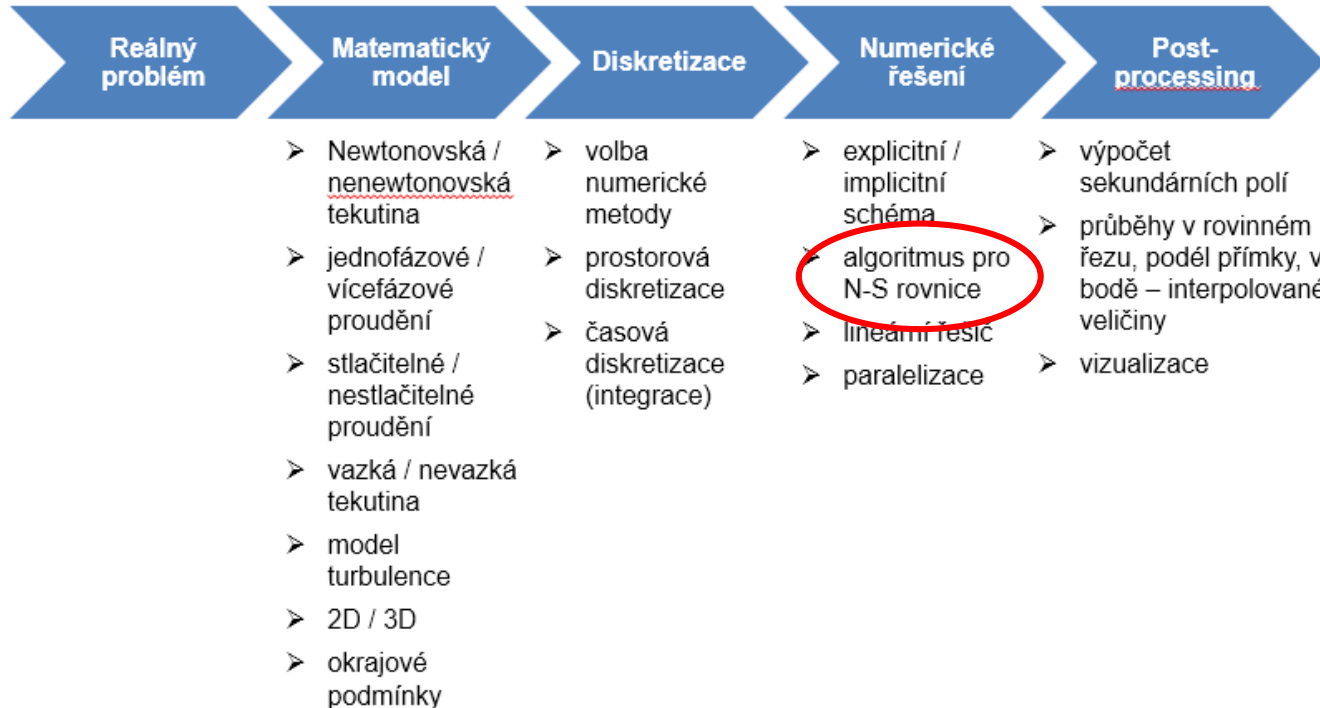 Reálný
problém
Matematický
model
Diskretizace
Numerické
řešení
Post-
processing
➢ Newtonovská /
nenewtonovská
tekutina
➢ jednofázové /
vícefázové
proudění
➢ stlačitelné /
nestlačitelné
proudění
➢ vazká / nevazká
tekutina
➢ model
turbulence
➢ 2D / 3D
➢ okrajové
podmínky
➢ volba
numerické
metody
➢ prostorová
diskretizace
➢ časová
diskretizace
(integrace)
➢ explicitní /
implicitní
schéma
➢ algoritmus pro
N-S rovnice
➢ lineární řešič
➢ paralelizace
➢ výpočet
sekundárních polí
➢ průběhy v rovinném
řezu, podél přímky, v
bodě – interpolované
veličiny
➢ vizualizace